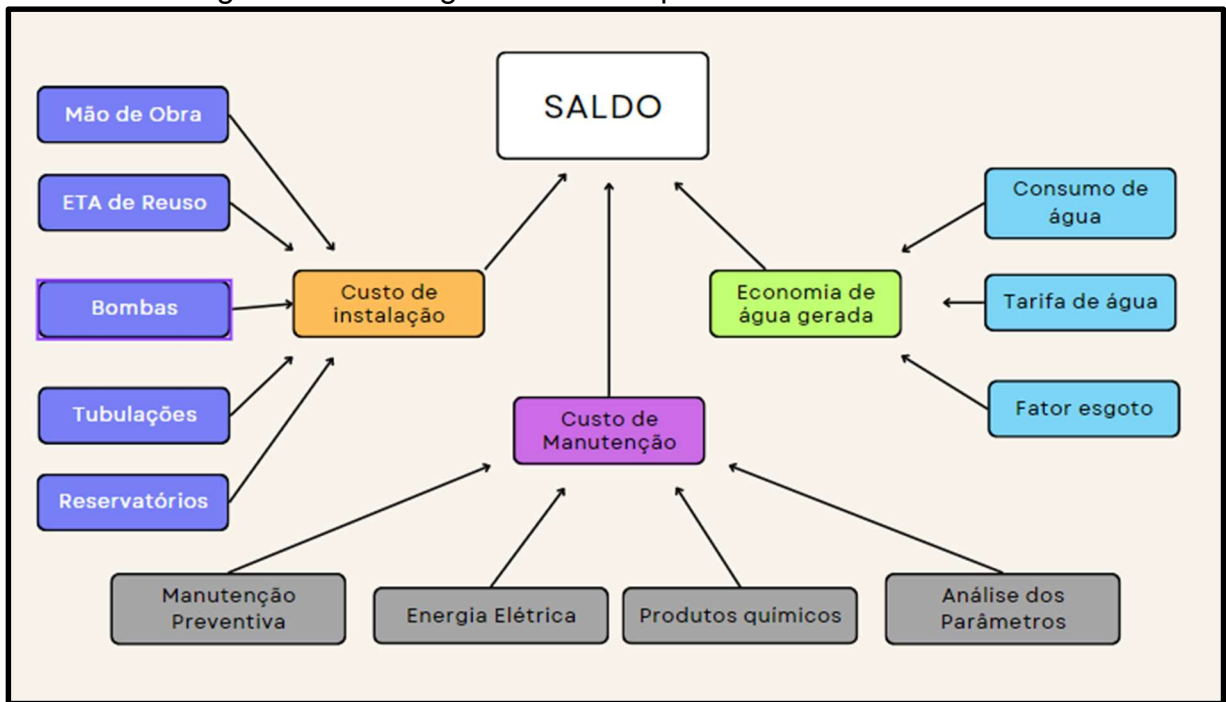 SALDO
Mão de Obra
ETA de Reuso
Bombas
Tubulações
Reservatórios
Custo de
instalação
Economia de
água gerada
Consumo de
água
Tarifa de água
Fator esgoto
Custo de
Manutenção
Manutenção
Preventiva
Energia Elétrica
Produtos químicos
Análise dos
Parâmetros